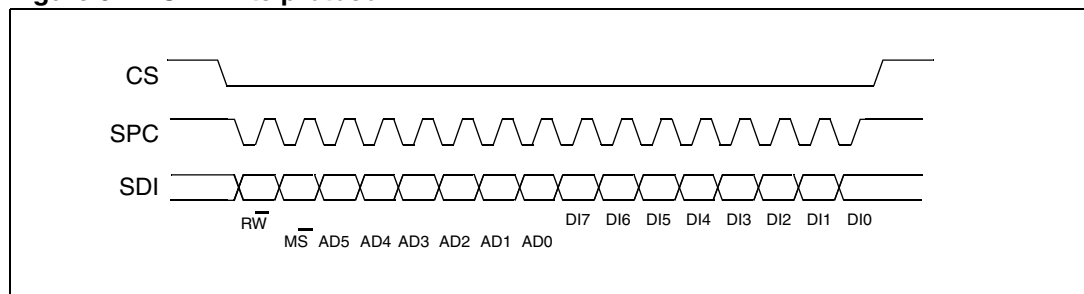 CS
SPC
SDI
RW̅ DI7 DI6 DI5 DI4 DI3 DI2 DI1 DI0
MS̅ AD5 AD4 AD3 AD2 AD1 AD0